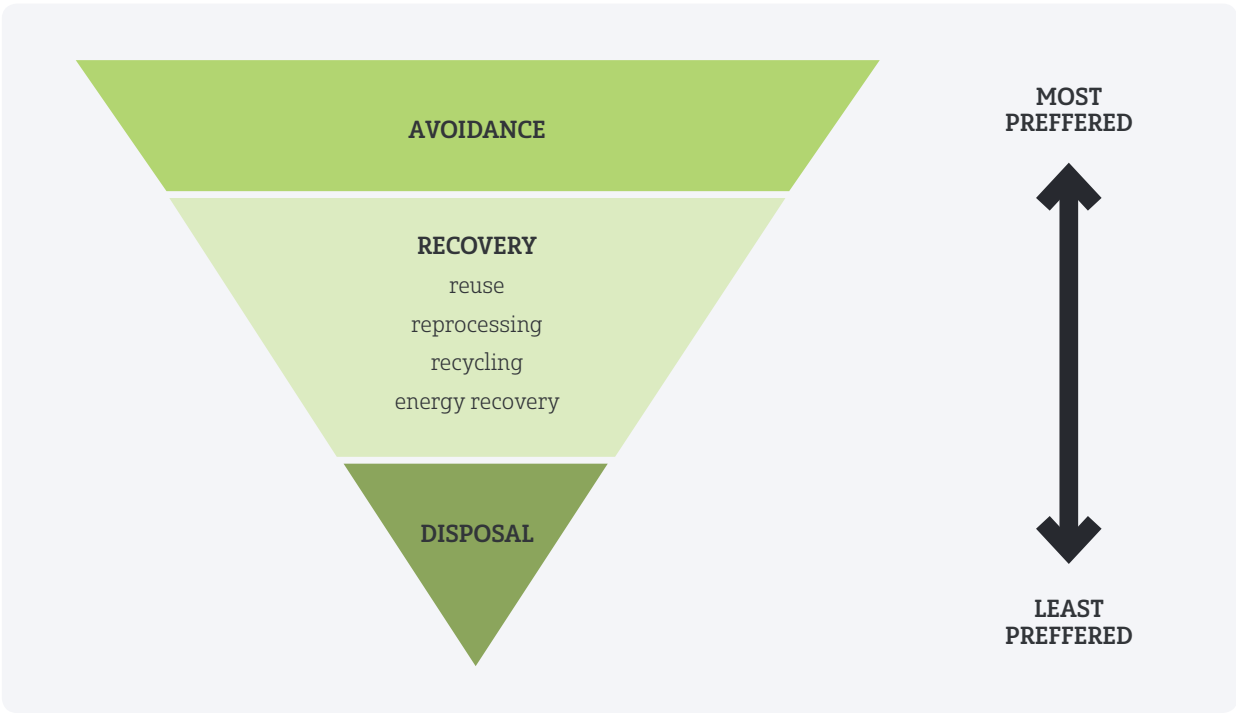 AVOIDANCE
RECOVERY
reuse
reprocessing
recycling
energy recovery
DISPOSAL
MOST
PREFFERED
LEAST
PREFFERED